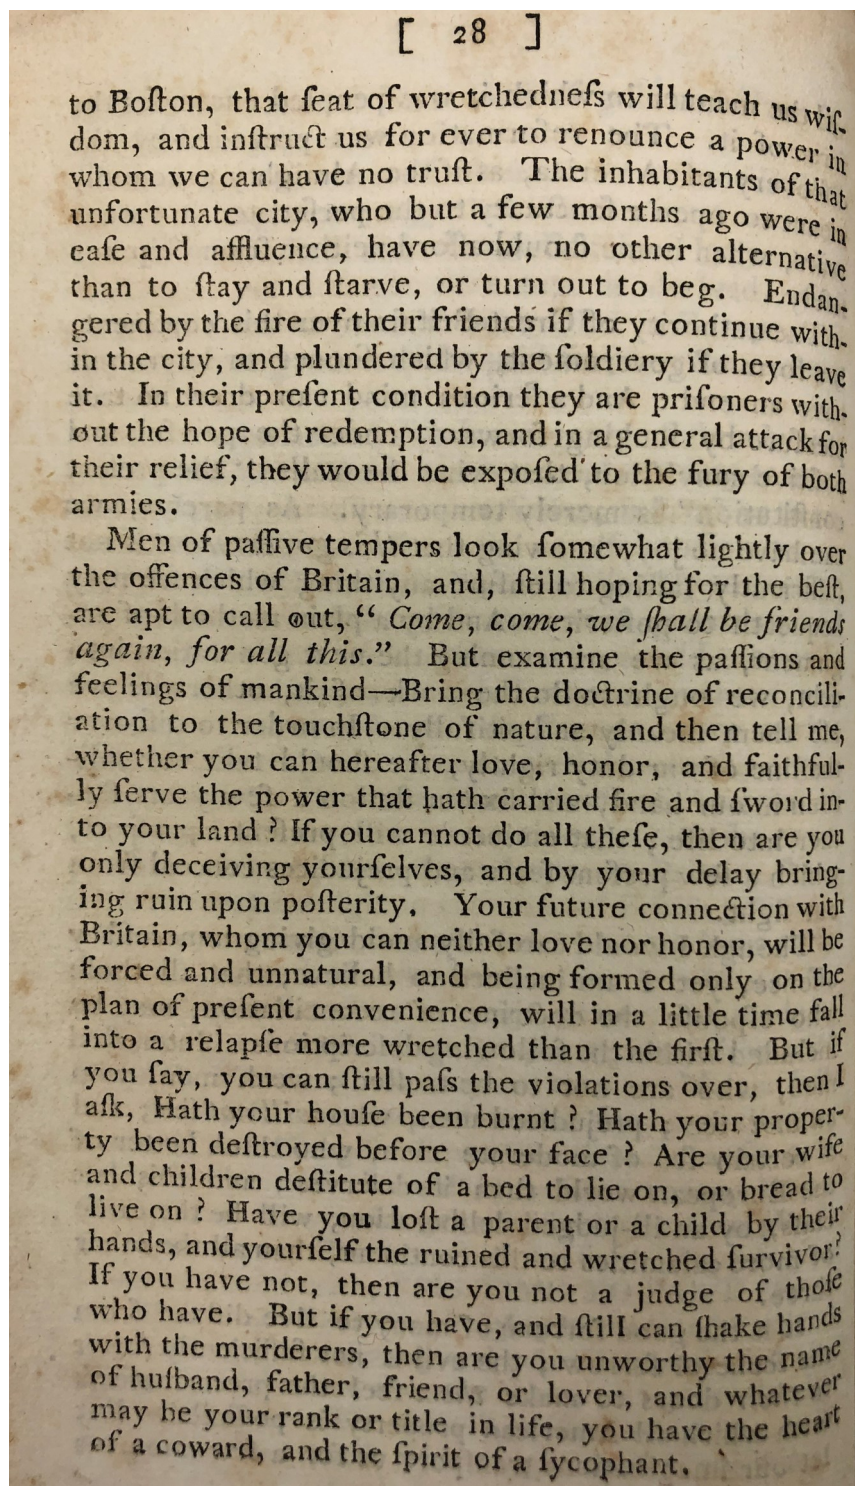 [ 28 ]
to Boſton, that ſeat of wretchedneſs will teach us wiſ-
dom, and inſtruct us for ever to renounce a power in
whom we can have no truſt. The inhabitants of that
unfortunate city, who but a few months ago were in
eaſe and affluence, have now, no other alternative
than to ſtay and ſtarve, or turn out to beg. Endan-
gered by the fire of their friends if they continue with-
in the city, and plundered by the ſoldiery if they leave
it. In their preſent condition they are priſoners with-
out the hope of redemption, and in a general attack for
their relief, they would be expoſed to the fury of both
armies.
Men of paſſive tempers look ſomewhat lightly over
the offences of Britain, and, ſtill hoping for the beſt,
are apt to call out, “ Come, come, we ſhall be friends
again, for all this.” But examine the paſſions and
feelings of mankind—Bring the doctrine of reconcili-
ation to the touchſtone of nature, and then tell me,
whether you can hereafter love, honor, and faithful-
ly ſerve the power that hath carried fire and ſword in-
to your land ? If you cannot do all theſe, then are you
only deceiving yourſelves, and by your delay bring-
ing ruin upon poſterity. Your future connection with
Britain, whom you can neither love nor honor, will be
forced and unnatural, and being formed only on the
plan of preſent convenience, will in a little time fall
into a relapſe more wretched than the firſt. But if
you ſay, you can ſtill paſs the violations over, then I
aſk, Hath your houſe been burnt ? Hath your proper-
ty been deſtroyed before your face ? Are your wife
and children deſtitute of a bed to lie on, or bread to
live on ? Have you loſt a parent or a child by their
hands, and yourſelf the ruined and wretched ſurvivor?
If you have not, then are you not a judge of thoſe
who have. But if you have, and ſtill can ſhake hands
with the murderers, then are you unworthy the name
of huſband, father, friend, or lover, and whatever
may be your rank or title in life, you have the heart
of a coward, and the ſpirit of a ſycophant.